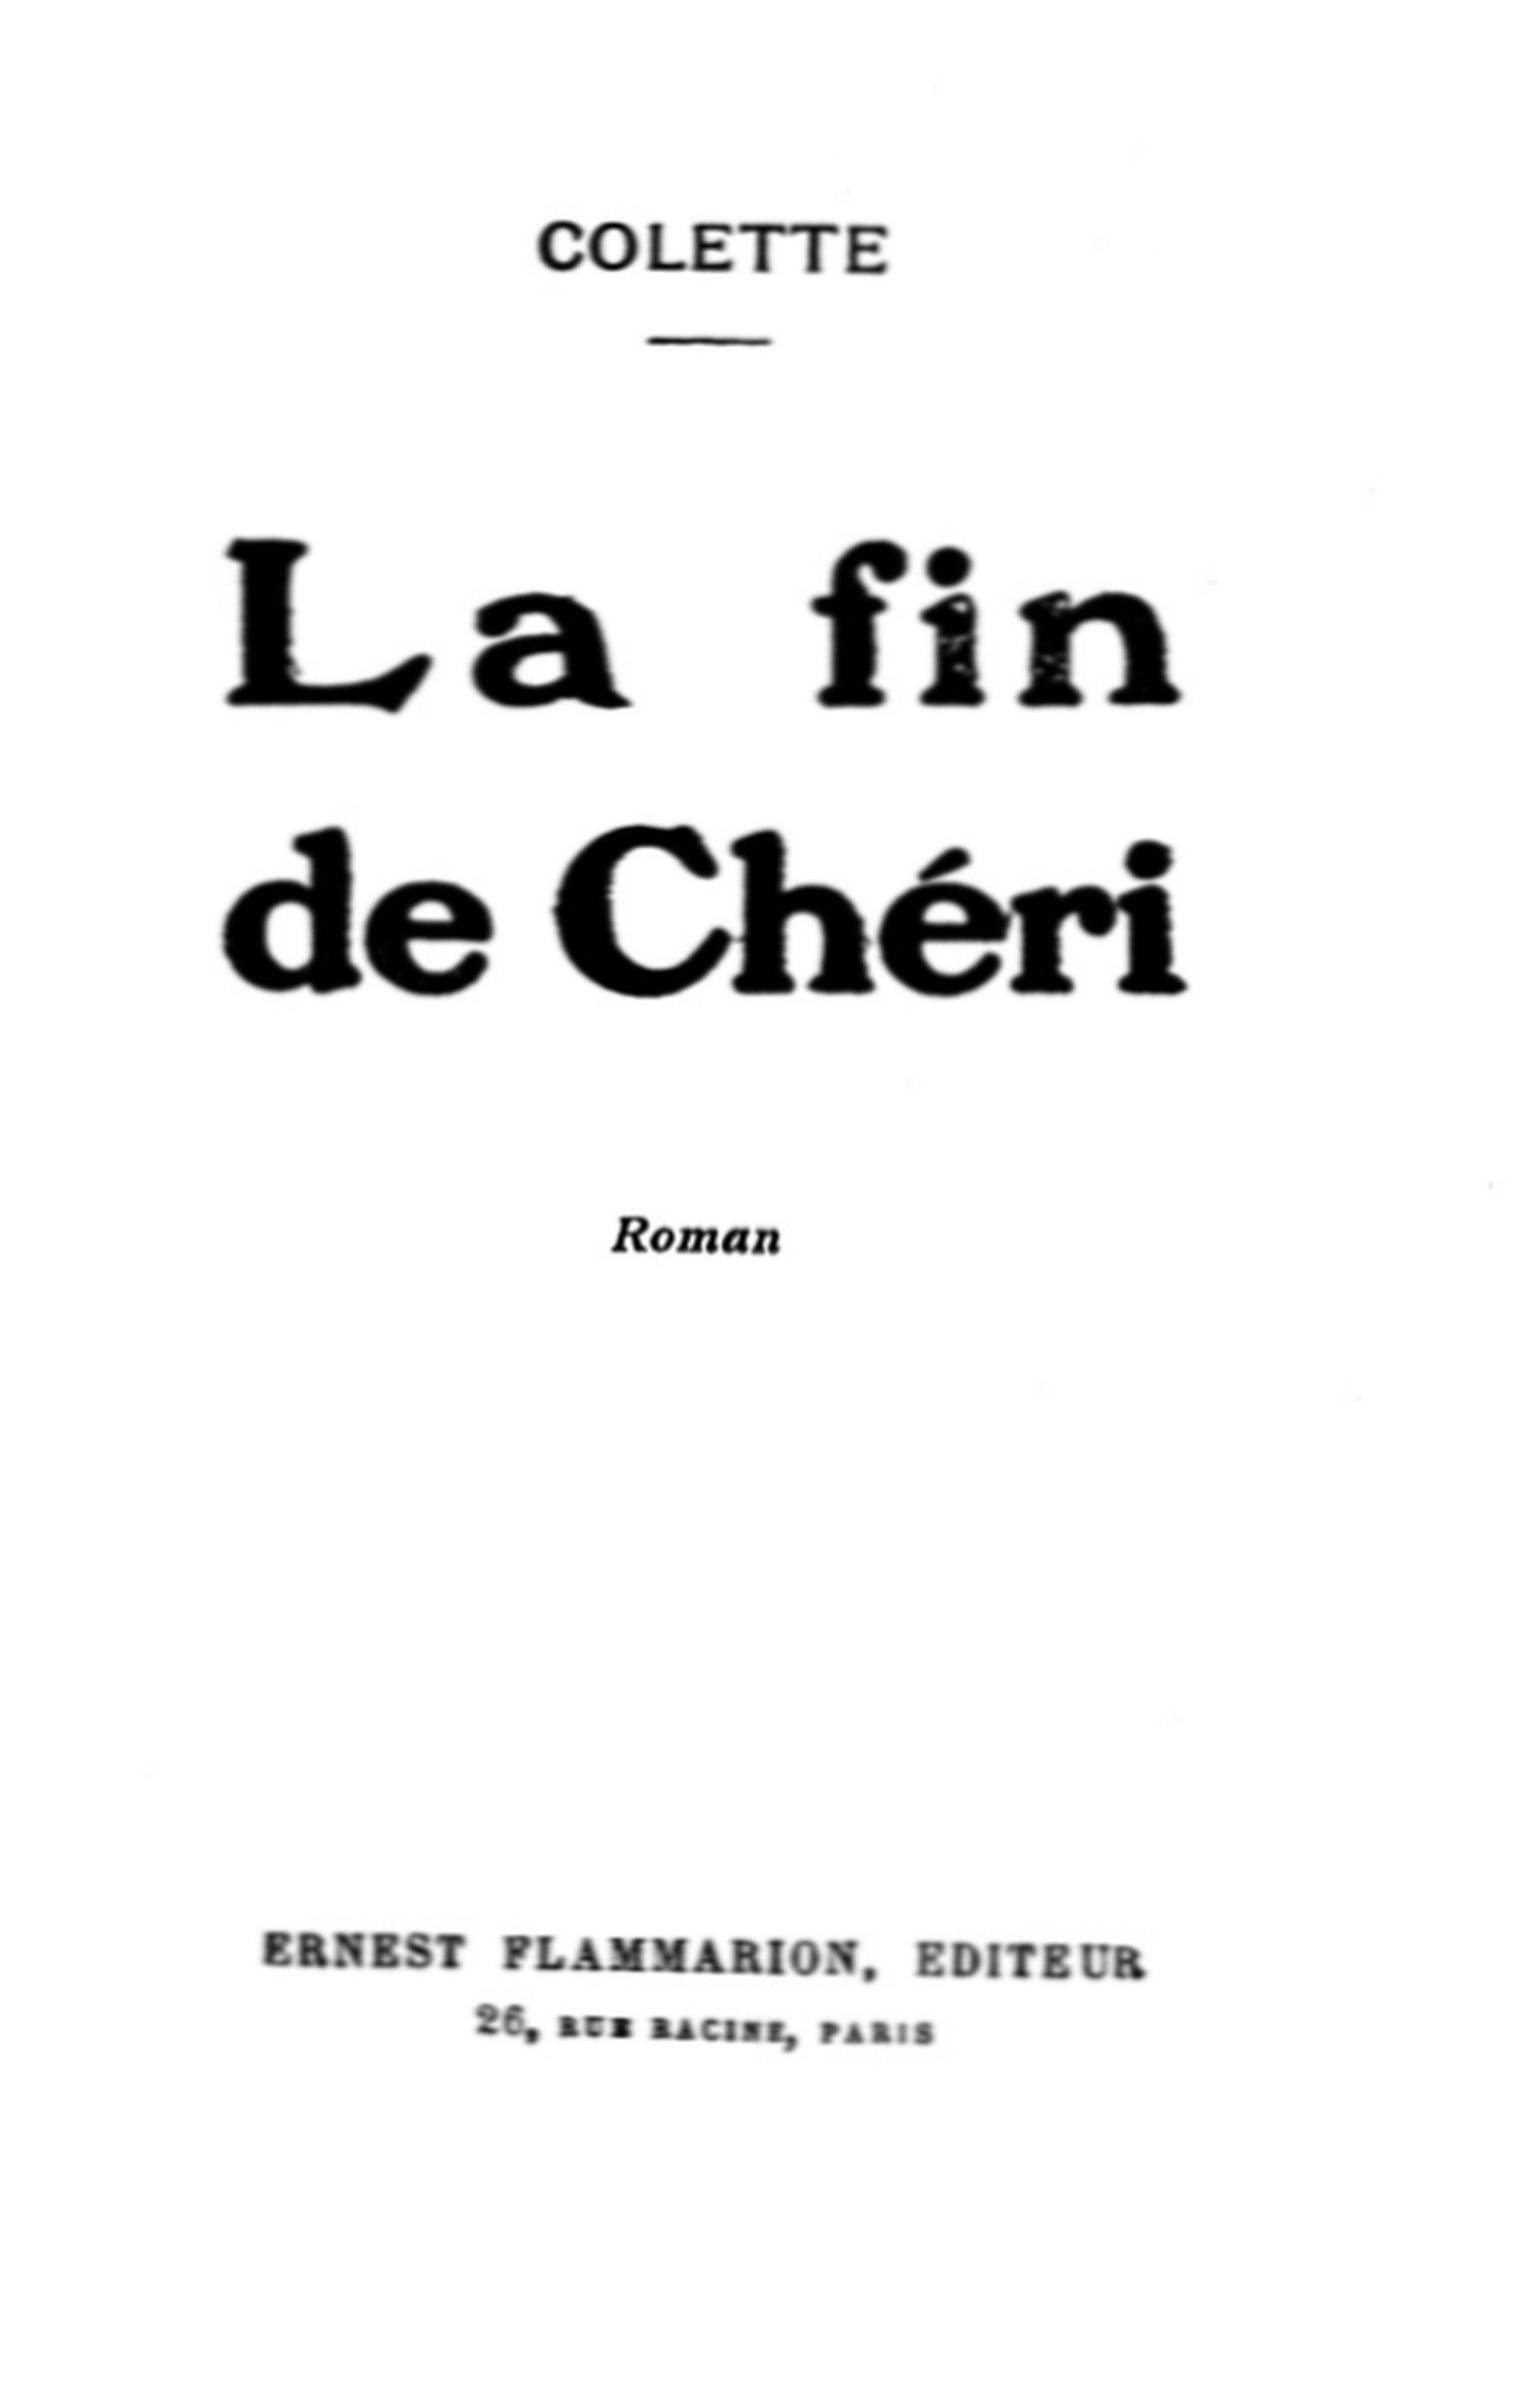 COLETTE
La fin
de Chéri
Roman
ERNEST FLAMMARION, EDITEUR
26, RUE RACINE, PARIS